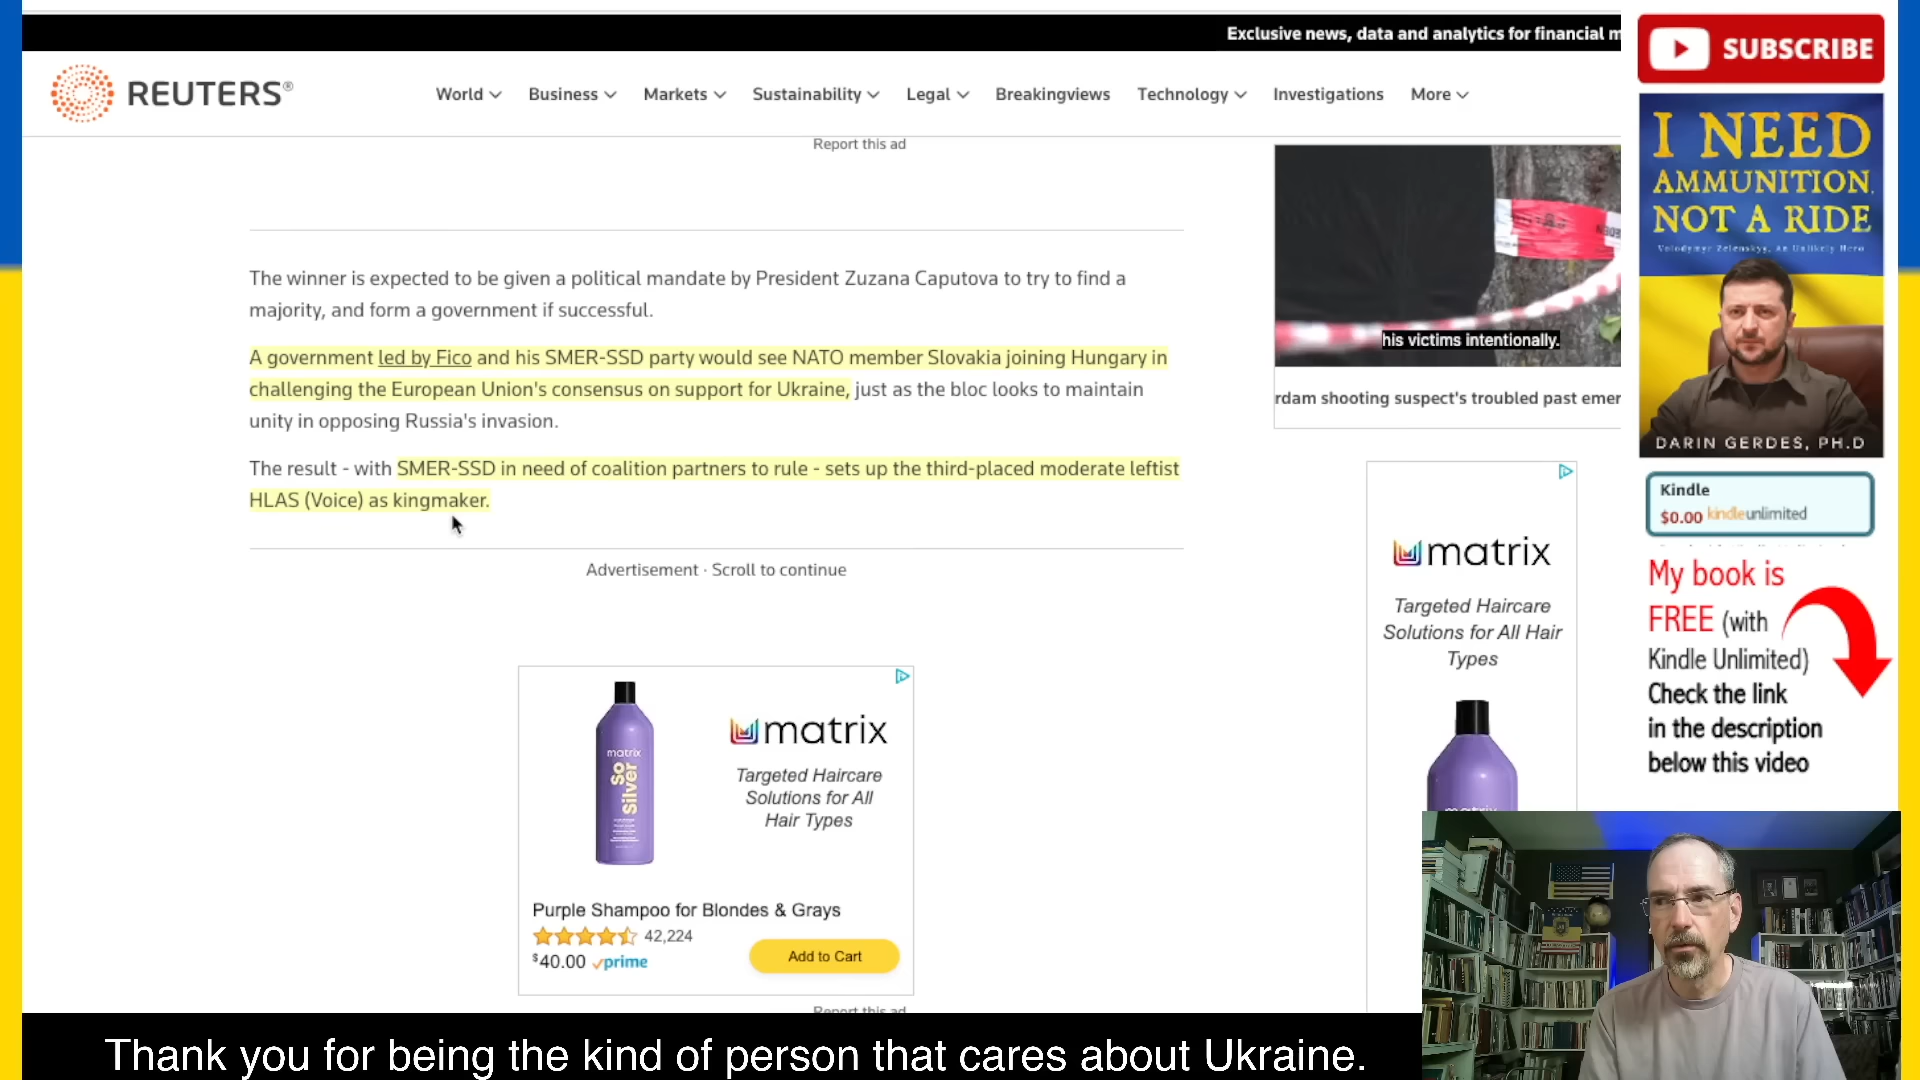 Exclusive news, data and analytics for financial m
REUTERS®
World
Business
Markets
Sustainability
Legal
Breakingviews
Technology
Investigations
More
Report this ad
The winner is expected to be given a political mandate by President Zuzana Caputova to try to find a
majority, and form a government if successful.
A government led by Fico and his SMER-SSD party would see NATO member Slovakia joining Hungary in
challenging the European Union's consensus on support for Ukraine, just as the bloc looks to maintain
unity in opposing Russia's invasion.
The result - with SMER-SSD in need of coalition partners to rule - sets up the third-placed moderate leftist
HLAS (Voice) as kingmaker.
Advertisement · Scroll to continue
matrix
So
Silver
matrix
Targeted Haircare
Solutions for All
Hair Types
Purple Shampoo for Blondes & Grays
42,224
$40.00 prime
Add to Cart
Report this ad
his victims intentionally.
rdam shooting suspect's troubled past emer
matrix
Targeted Haircare
Solutions for All Hair
Types
matrix
SUBSCRIBE
I NEED
AMMUNITION,
NOT A RIDE
Volodymyr Zelenskyy, An Unlikely Hero
DARIN GERDES, PH.D
Kindle
$0.00 kindleunlimited
My book is
FREE (with
Kindle Unlimited)
Check the link
in the description
below this video
Thank you for being the kind of person that cares about Ukraine.